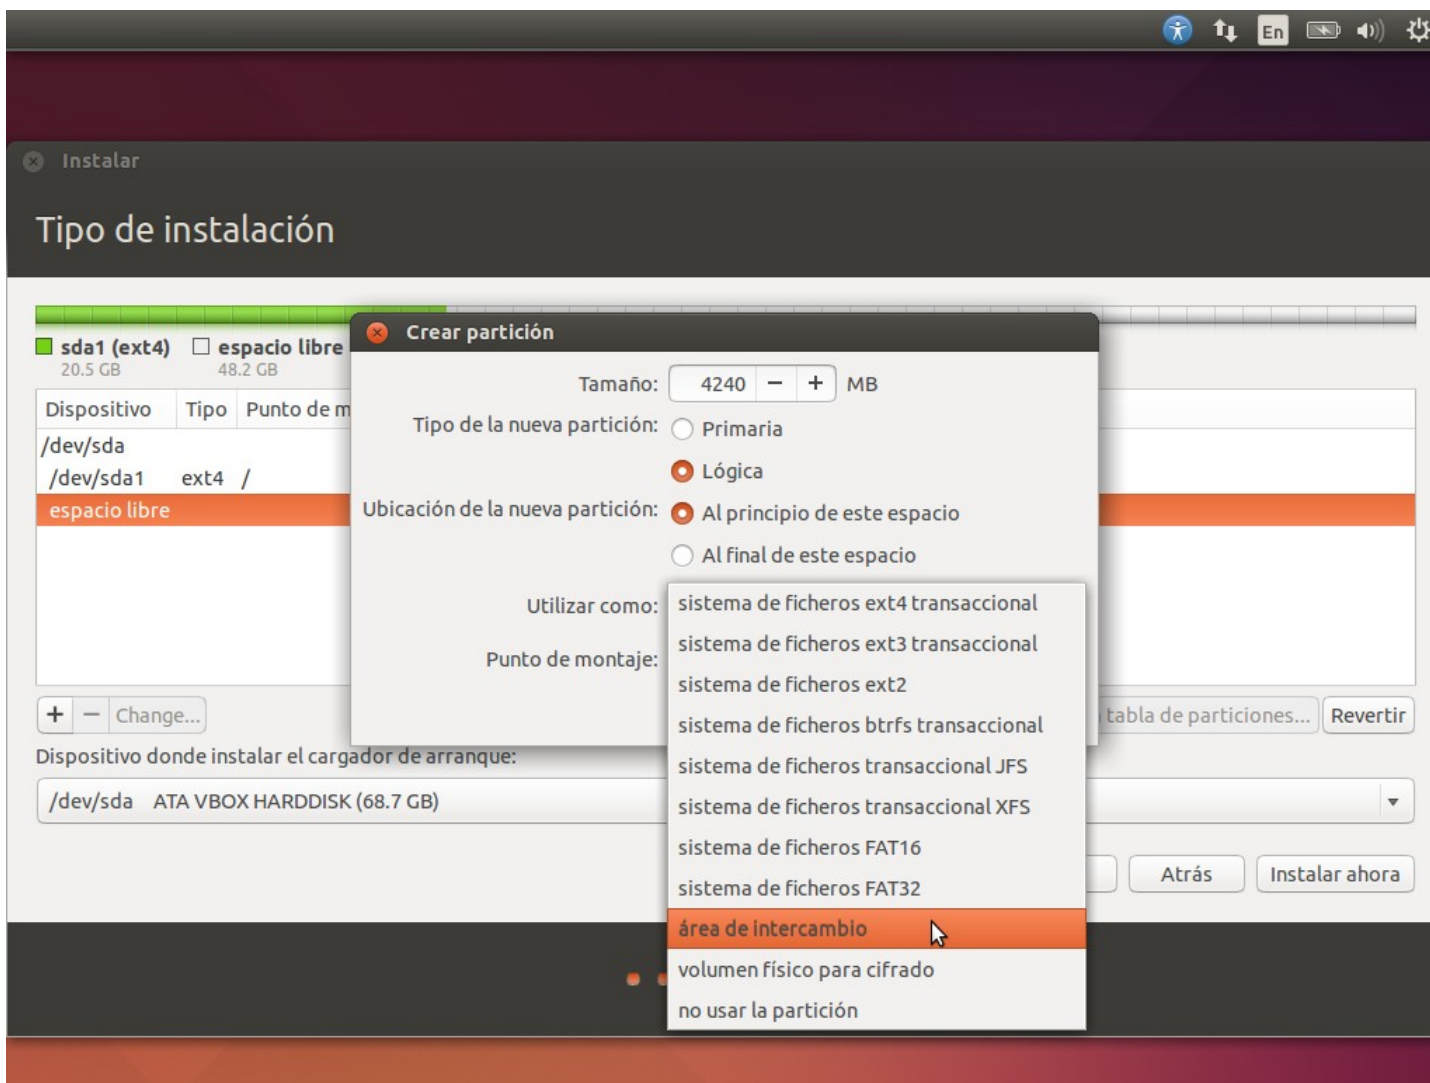 En
Instalar
Tipo de instalación
sda1 (ext4) espacio libre
20.5 GB 48.2 GB
Crear partición
Tamaño: 4240 − + MB
Tipo de la nueva partición: Primaria
Lógica
Ubicación de la nueva partición: Al principio de este espacio
Al final de este espacio
Utilizar como:
Punto de montaje:
sistema de ficheros ext4 transaccional
sistema de ficheros ext3 transaccional
sistema de ficheros ext2
sistema de ficheros btrfs transaccional
sistema de ficheros transaccional JFS
sistema de ficheros transaccional XFS
sistema de ficheros FAT16
sistema de ficheros FAT32
área de intercambio
volumen físico para cifrado
no usar la partición
Dispositivo Tipo Punto de m
/dev/sda
/dev/sda1 ext4 /
espacio libre
+ − Change... tabla de particiones... Revertir
Dispositivo donde instalar el cargador de arranque:
/dev/sda ATA VBOX HARDDISK (68.7 GB)
Atrás Instalar ahora